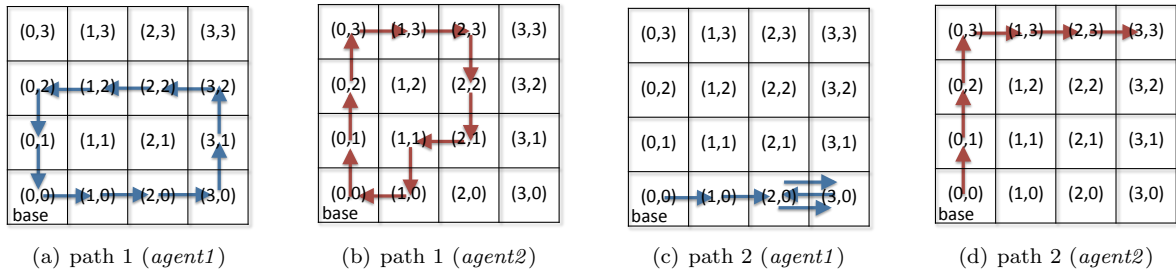 (0,3) (1,3) (2,3) (3,3)
(0,2) (1,2) (2,2) (3,2)
(0,1) (1,1) (2,1) (3,1)
(0,0) (1,0) (2,0) (3,0)
base
(a) path 1 (agent1)
(0,3) (1,3) (2,3) (3,3)
(0,2) (1,2) (2,2) (3,2)
(0,1) (1,1) (2,1) (3,1)
(0,0) (1,0) (2,0) (3,0)
base
(b) path 1 (agent2)
(0,3) (1,3) (2,3) (3,3)
(0,2) (1,2) (2,2) (3,2)
(0,1) (1,1) (2,1) (3,1)
(0,0) (1,0) (2,0) (3,0)
base
(c) path 2 (agent1)
(0,3) (1,3) (2,3) (3,3)
(0,2) (1,2) (2,2) (3,2)
(0,1) (1,1) (2,1) (3,1)
(0,0) (1,0) (2,0) (3,0)
base
(d) path 2 (agent2)